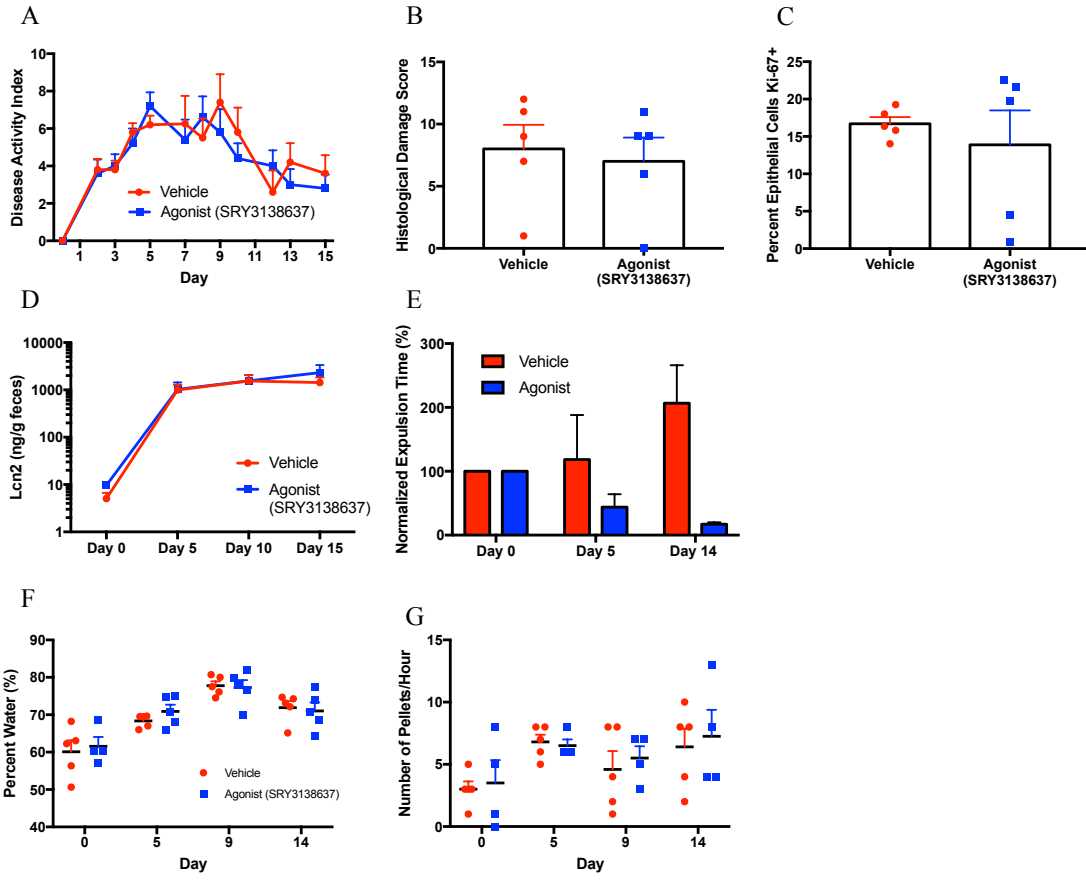 A
Disease Activity Index
10
8
6
4
2
0
1 3 5 7 9 11 13 15
Day
Vehicle
Agonist (SRY3138637)
B
Histological Damage Score
15
10
5
0
Vehicle
Agonist
(SRY3138637)
C
Percent Epithelial Cells Ki-67+
25
20
15
10
5
0
Vehicle
Agonist
(SRY3138637)
D
Lcn2 (ng/g feces)
10000
1000
100
10
1
Day 0 Day 5 Day 10 Day 15
Vehicle
Agonist
(SRY3138637)
E
Normalized Expulsion Time (%)
300
200
100
0
Day 0 Day 5 Day 14
Vehicle
Agonist
F
Percent Water (%)
90
80
70
60
50
40
0 5 9 14
Day
Vehicle
Agonist (SRY3138637)
G
Number of Pellets/Hour
15
10
5
0
0 5 9 14
Day